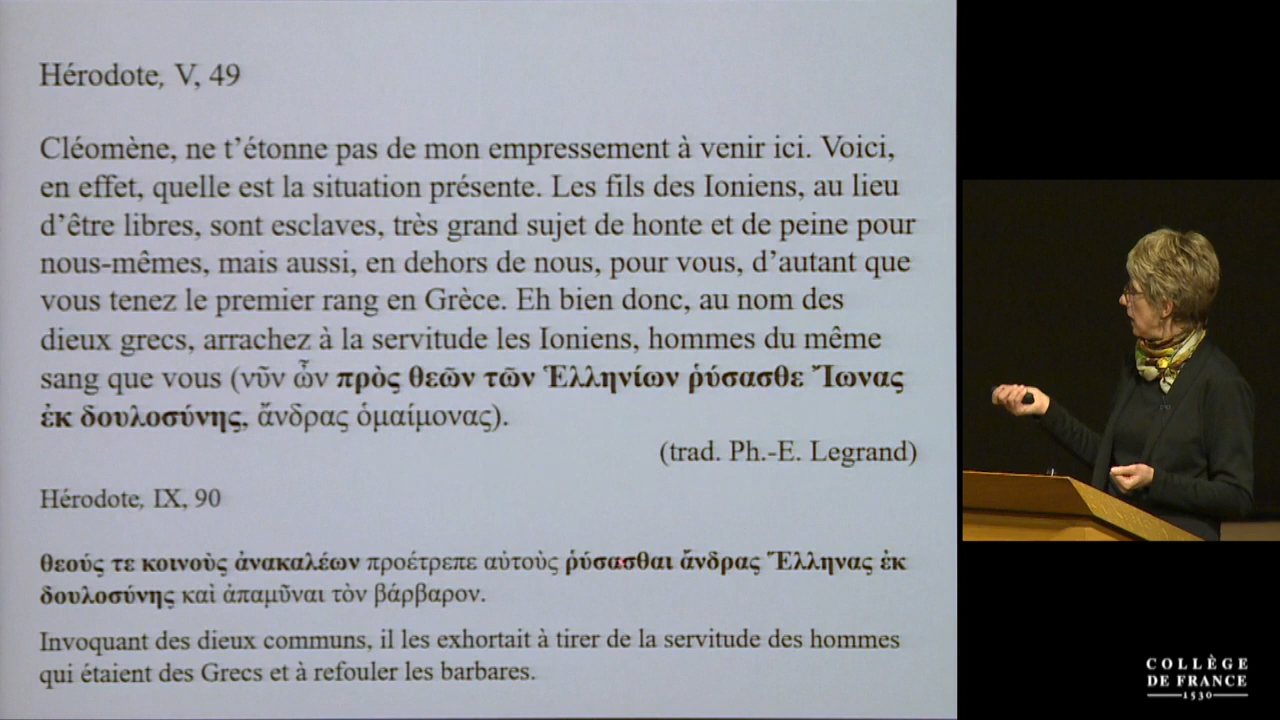 Hérodote, V, 49
Cléomène, ne t’étonne pas de mon empressement à venir ici. Voici,
en effet, quelle est la situation présente. Les fils des Ioniens, au lieu
d’être libres, sont esclaves, très grand sujet de honte et de peine pour
nous-mêmes, mais aussi, en dehors de nous, pour vous, d’autant que
vous tenez le premier rang en Grèce. Eh bien donc, au nom des
dieux grecs, arrachez à la servitude les Ioniens, hommes du même
sang que vous (νῦν ὦν πρὸς θεῶν τῶν Ἑλληνίων ῥύσασθε Ἴωνας
ἐκ δουλοσύνης, ἄνδρας ὁμαίμονας).
(trad. Ph.-E. Legrand)
Hérodote, IX, 90
θεούς τε κοινοὺς ἀνακαλέων προέτρεπε αὐτοὺς ῥύσασθαι ἄνδρας Ἕλληνας ἐκ
δουλοσύνης καὶ ἀπαμῦναι τὸν βάρβαρον.
Invoquant des dieux communs, il les exhortait à tirer de la servitude des hommes
qui étaient des Grecs et à refouler les barbares.
COLLÈGE
DE FRANCE
1530